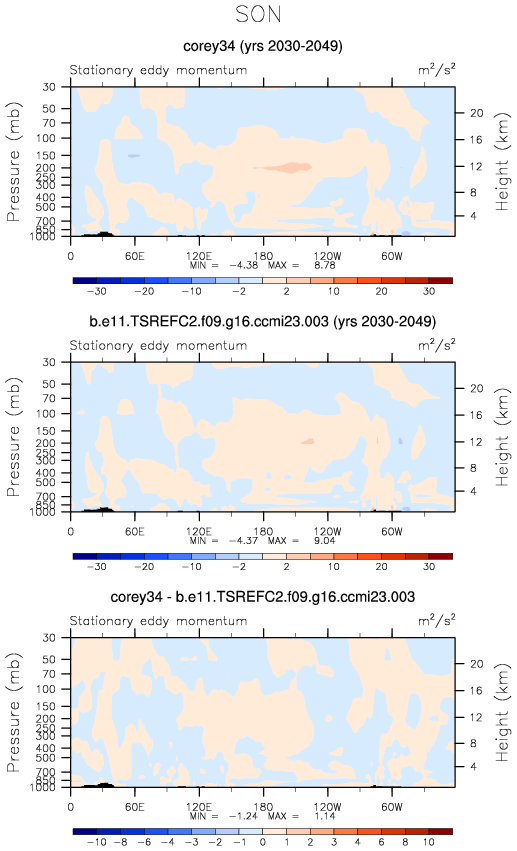 SON
corey34 (yrs 2030-2049)
Stationary eddy momentum m²/s²
Pressure (mb)
30
50
70
100
150
200
250
300
400
500
700
850
1000
Height (km)
20
16
12
8
4
0 60E 120E 180 120W 60W
MIN = -4.38 MAX = 8.78
-30 -20 -10 -2 2 10 20 30
b.e11.TSREFC2.f09.g16.ccmi23.003 (yrs 2030-2049)
Stationary eddy momentum m²/s²
Pressure (mb)
30
50
70
100
150
200
250
300
400
500
700
850
1000
Height (km)
20
16
12
8
4
0 60E 120E 180 120W 60W
MIN = -4.37 MAX = 9.04
-30 -20 -10 -2 2 10 20 30
corey34 - b.e11.TSREFC2.f09.g16.ccmi23.003
Stationary eddy momentum m²/s²
Pressure (mb)
30
50
70
100
150
200
250
300
400
500
700
850
1000
Height (km)
20
16
12
8
4
0 60E 120E 180 120W 60W
MIN = -1.24 MAX = 1.14
-10 -8 -6 -4 -3 -2 -1 0 1 2 3 4 6 8 10